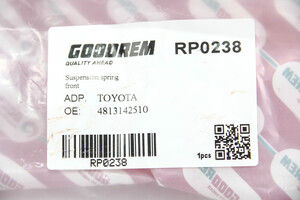 GOODREM
QUALITY AHEAD
RP0238
Suspension spring
front
ADP. TOYOTA
OE: 4813142510
RP0238
1pcs